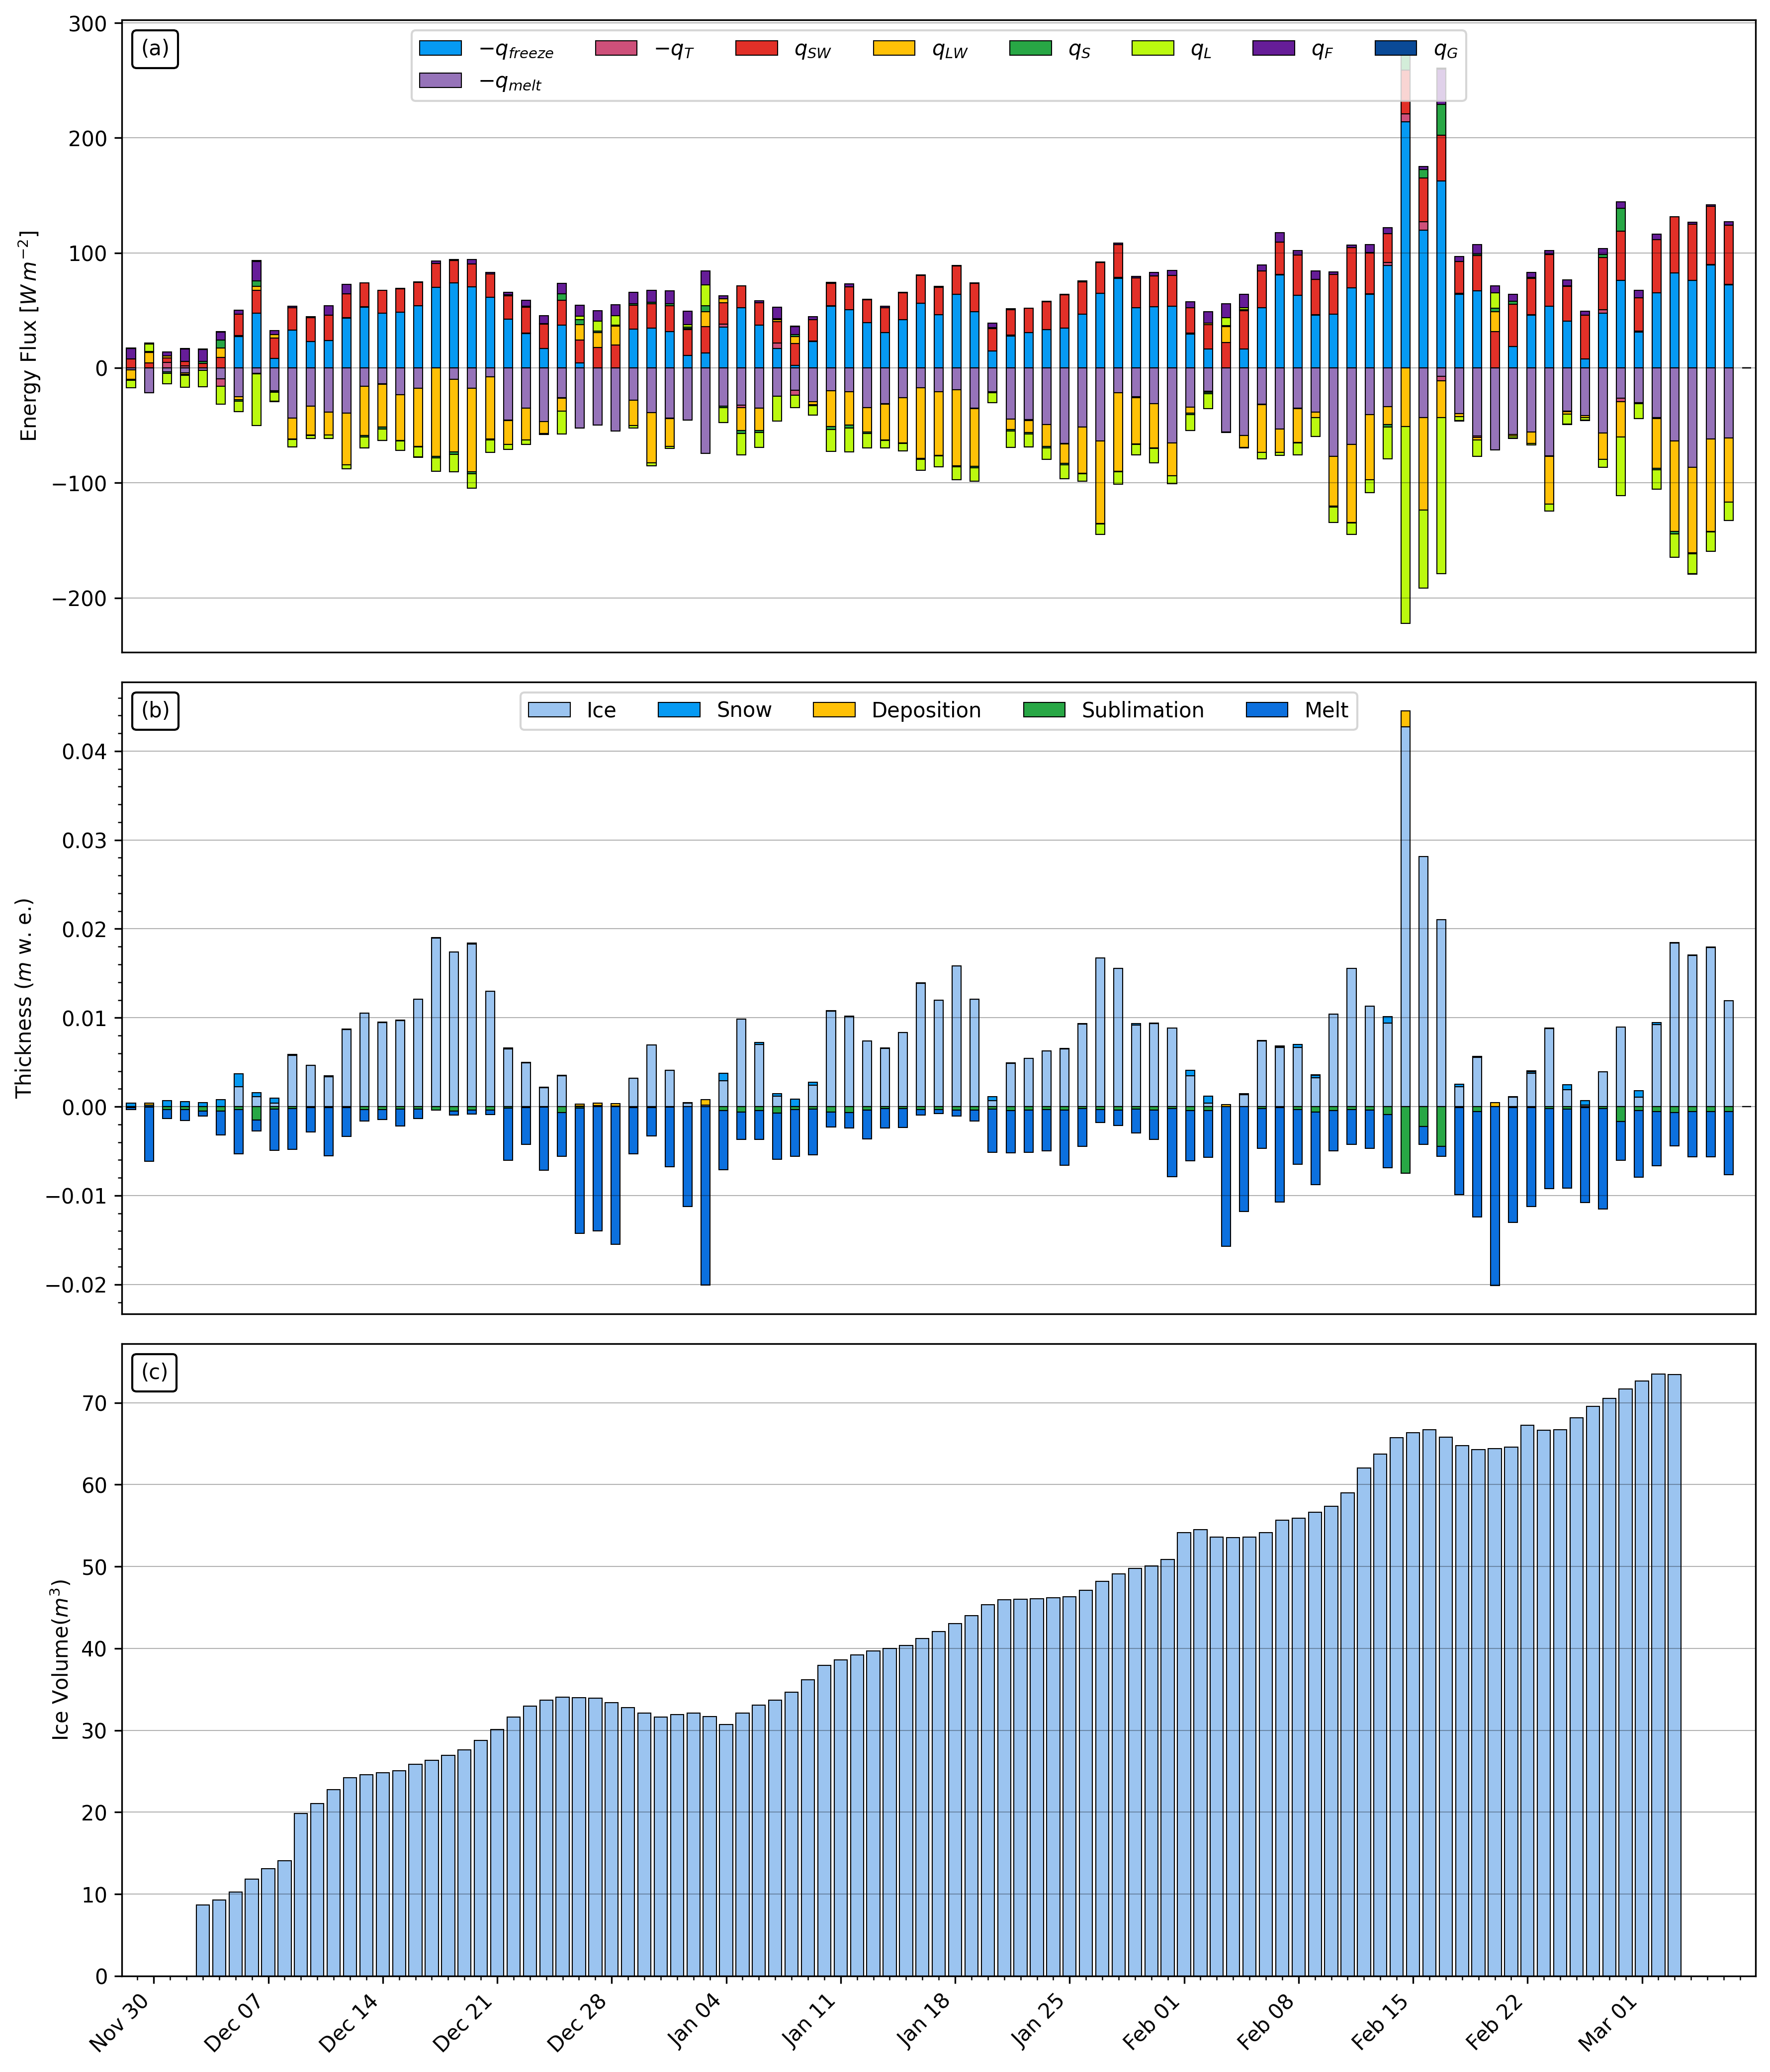 (a)
−q_freeze −q_T q_SW q_LW q_S q_L q_F q_G
−q_melt
300
200
100
0
−100
−200
Energy Flux [W m⁻²]
(b)
Ice Snow Deposition Sublimation Melt
0.04
0.03
0.02
0.01
0.00
−0.01
−0.02
Thickness (m w. e.)
(c)
70
60
50
40
30
20
10
0
Ice Volume(m³)
Nov 30 Dec 07 Dec 14 Dec 21 Dec 28 Jan 04 Jan 11 Jan 18 Jan 25 Feb 01 Feb 08 Feb 15 Feb 22 Mar 01